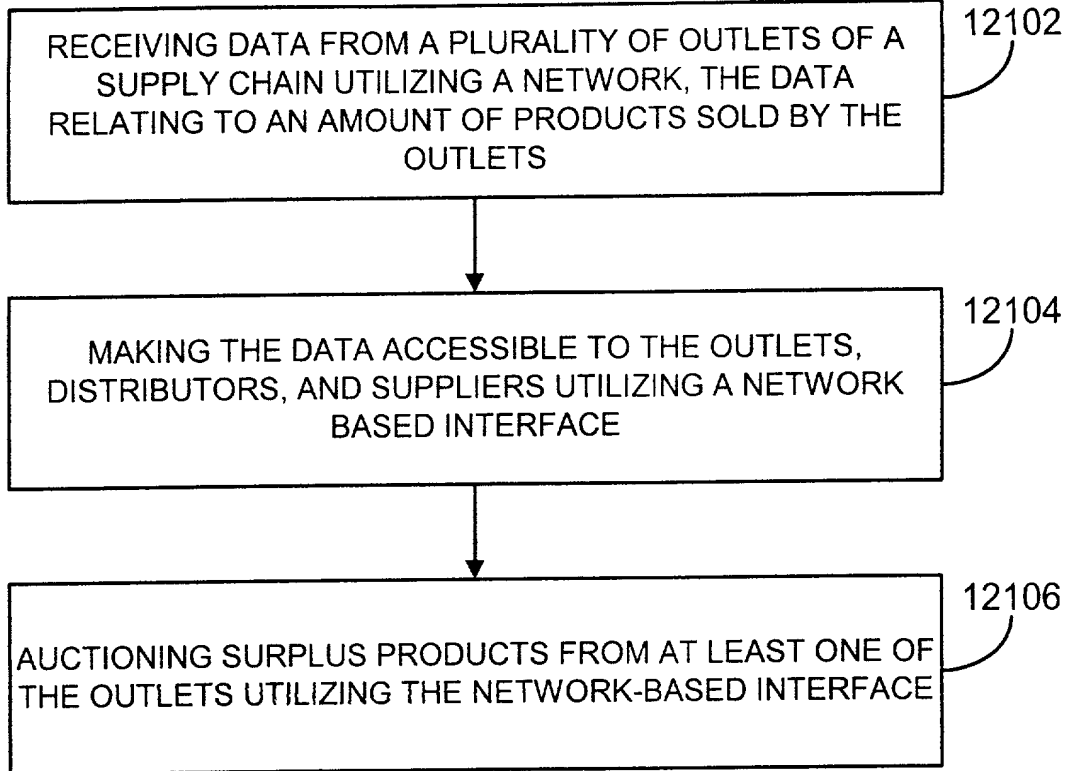 RECEIVING DATA FROM A PLURALITY OF OUTLETS OF A
SUPPLY CHAIN UTILIZING A NETWORK, THE DATA
RELATING TO AN AMOUNT OF PRODUCTS SOLD BY THE
OUTLETS
12102
MAKING THE DATA ACCESSIBLE TO THE OUTLETS,
DISTRIBUTORS, AND SUPPLIERS UTILIZING A NETWORK
BASED INTERFACE
12104
AUCTIONING SURPLUS PRODUCTS FROM AT LEAST ONE OF
THE OUTLETS UTILIZING THE NETWORK-BASED INTERFACE
12106